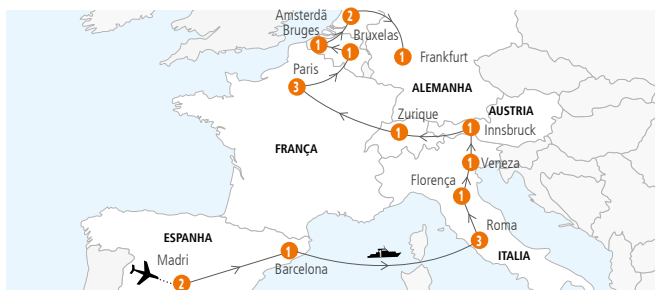 Amsterdã
2
Bruges
1
Bruxelas
1
1
Frankfurt
Paris
3
ALEMANHA
AUSTRIA
Zurique
1
1
Innsbruck
FRANÇA
1
Veneza
Florença
1
Roma
3
ESPANHA
Madri
2
1
Barcelona
ITALIA